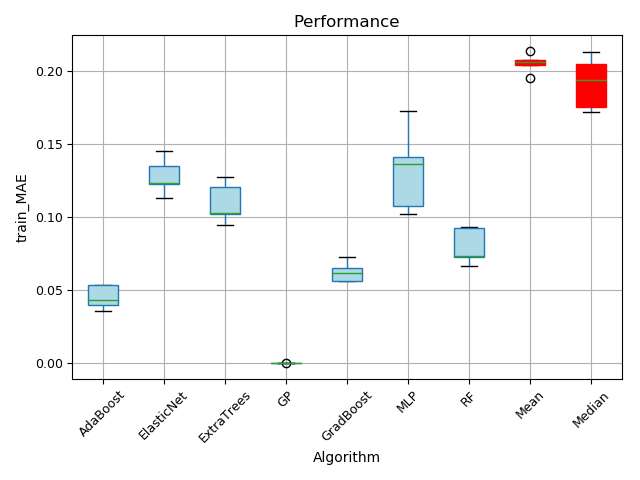 Performance
train_MAE
0.20
0.15
0.10
0.05
0.00
AdaBoost
ElasticNet
ExtraTrees
GP
GradBoost
MLP
RF
Mean
Median
Algorithm